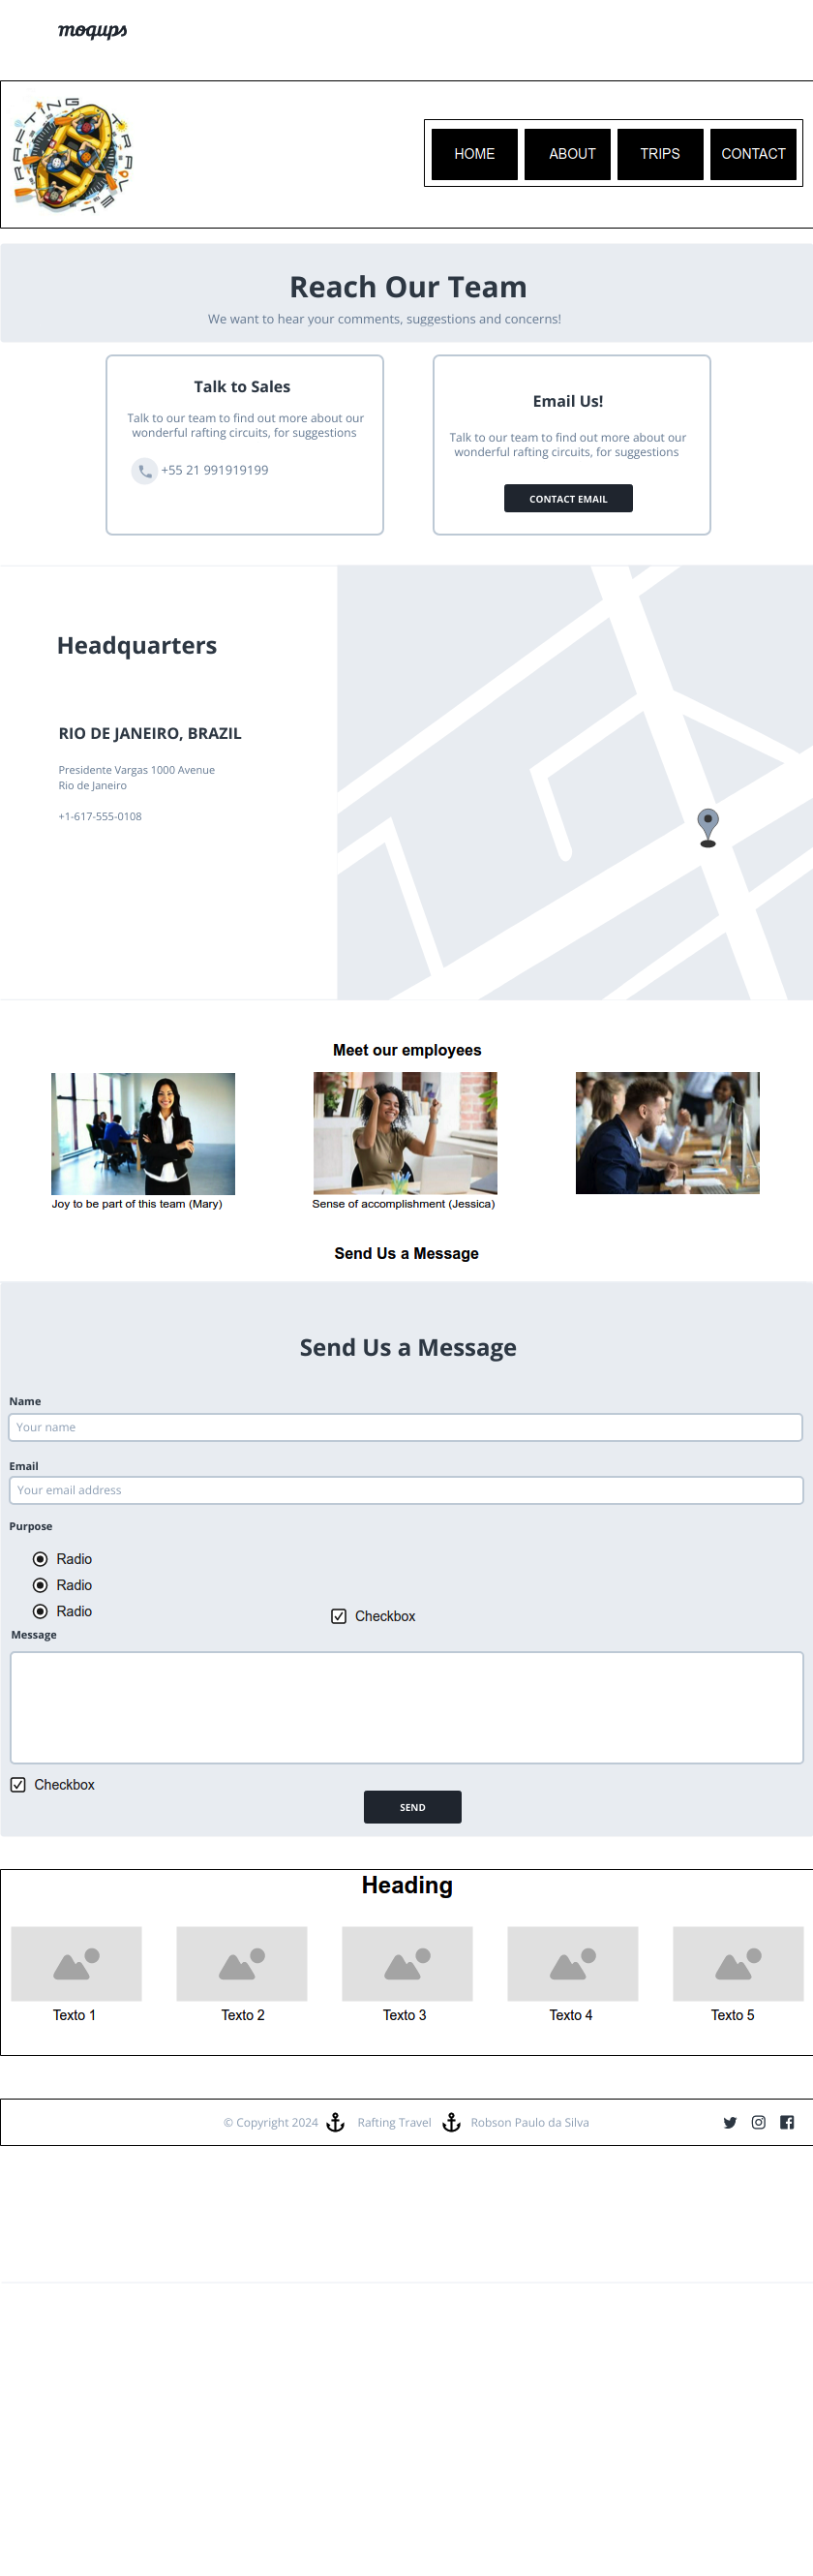 moqups
RAFTING TRAVEL
HOME
ABOUT
TRIPS
CONTACT
Reach Our Team
We want to hear your comments, suggestions and concerns!
Talk to Sales
Talk to our team to find out more about our
wonderful rafting circuits, for suggestions
+55 21 991919199
Email Us!
Talk to our team to find out more about our
wonderful rafting circuits, for suggestions
CONTACT EMAIL
Headquarters
RIO DE JANEIRO, BRAZIL
Presidente Vargas 1000 Avenue
Rio de Janeiro
+1-617-555-0108
Meet our employees
Joy to be part of this team (Mary)
Sense of accomplishment (Jessica)
Send Us a Message
Send Us a Message
Name
Your name
Email
Your email address
Purpose
Radio
Radio
Radio
Checkbox
Message
Checkbox
SEND
Heading
Texto 1
Texto 2
Texto 3
Texto 4
Texto 5
© Copyright 2024
Rafting Travel
Robson Paulo da Silva